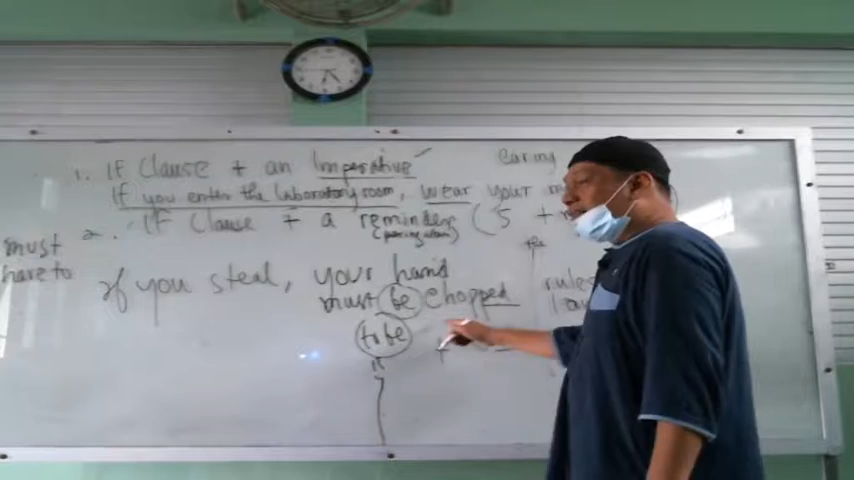 1. IF Clause + an Imperative
caring
If you enter the laboratory room, wear your
2. IF Clause + a reminder (S +
must
have to
If you steal, your hand
must be chopped
rules
to be +